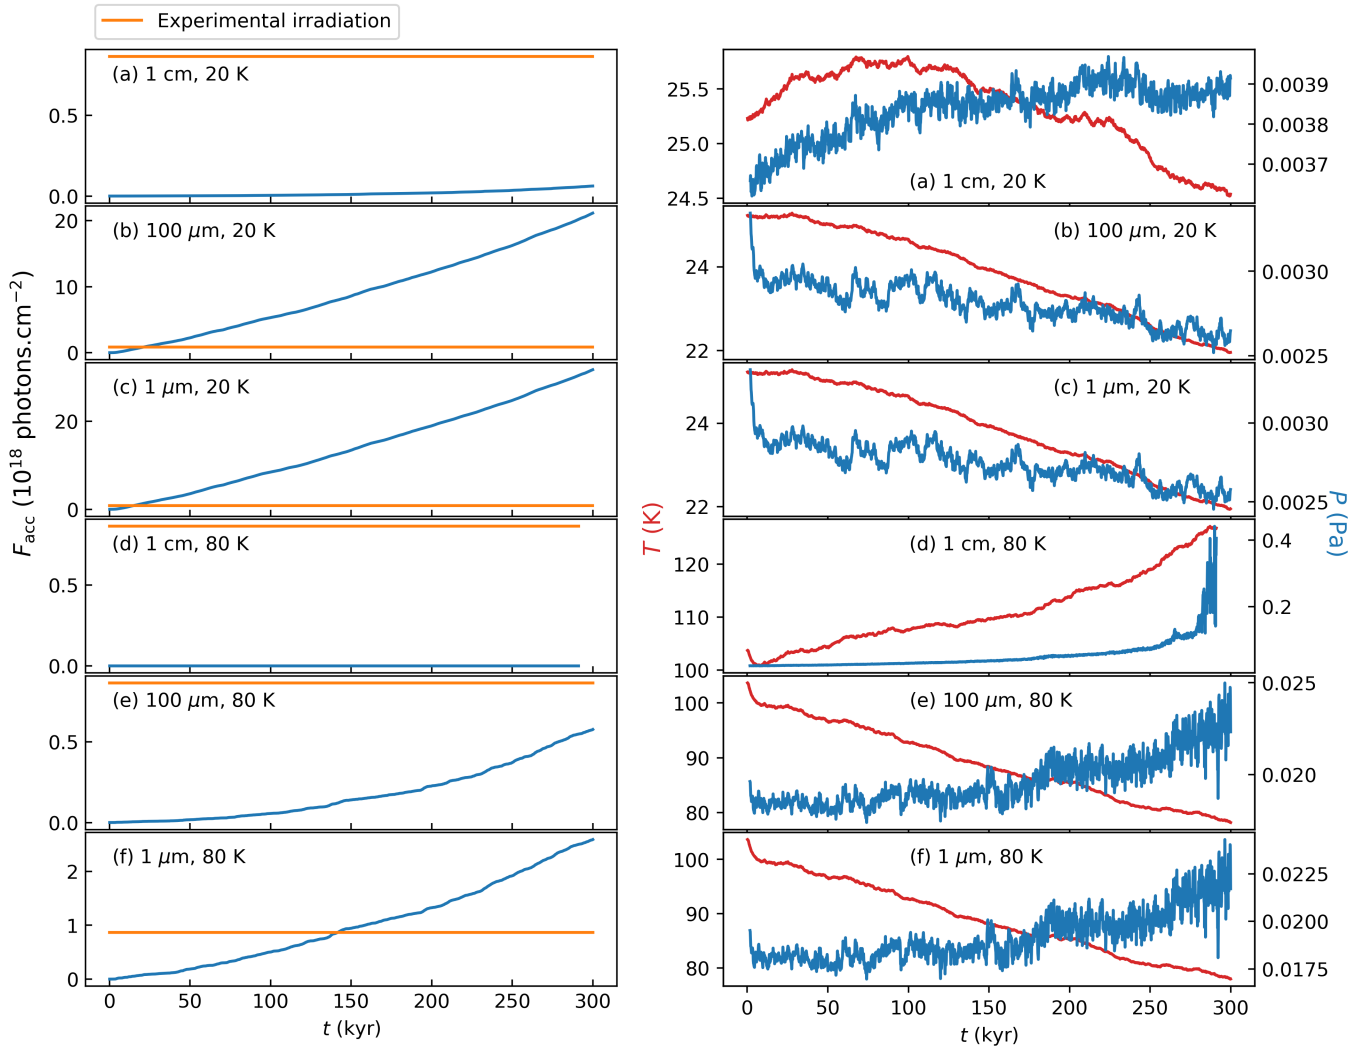 Experimental irradiation
(a) 1 cm, 20 K
0.5
0.0
(b) 100 μm, 20 K
20
10
0
(c) 1 μm, 20 K
20
0
(d) 1 cm, 80 K
0.5
0.0
(e) 100 μm, 80 K
0.5
0.0
(f) 1 μm, 80 K
2
1
0
0 50 100 150 200 250 300
t (kyr)
F_acc (10^18 photons.cm^−2)
(a) 1 cm, 20 K
25.5
25.0
24.5
0.0039
0.0038
0.0037
(b) 100 μm, 20 K
24
22
0.0030
0.0025
(c) 1 μm, 20 K
24
22
0.0030
0.0025
(d) 1 cm, 80 K
120
110
100
0.4
0.2
(e) 100 μm, 80 K
100
90
80
0.025
0.020
(f) 1 μm, 80 K
100
90
80
0.0225
0.0200
0.0175
0 50 100 150 200 250 300
t (kyr)
T (K)
P (Pa)